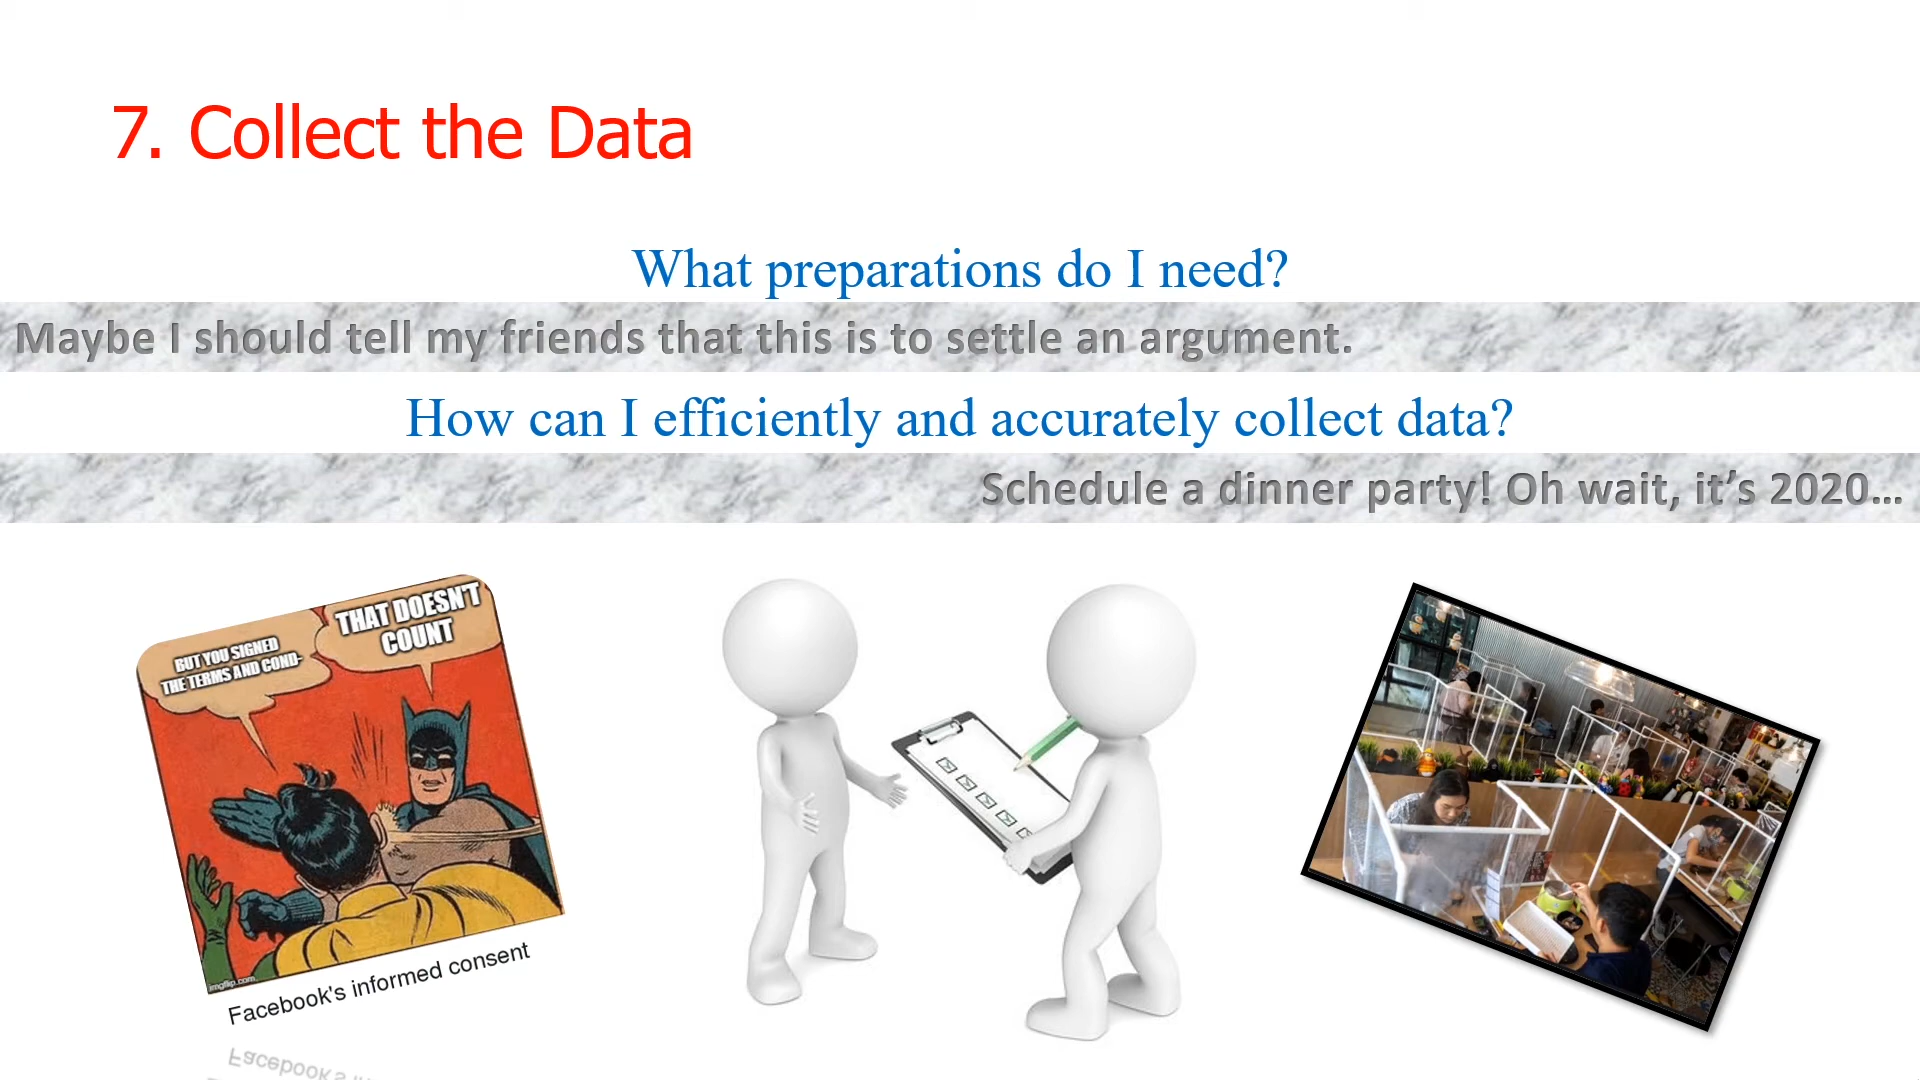 7. Collect the Data
What preparations do I need?
Maybe I should tell my friends that this is to settle an argument.
How can I efficiently and accurately collect data?
Schedule a dinner party! Oh wait, it’s 2020…
BUT YOU SIGNED
THE TERMS AND COND-
THAT DOESN'T
COUNT
imgflip.com
Facebook's informed consent